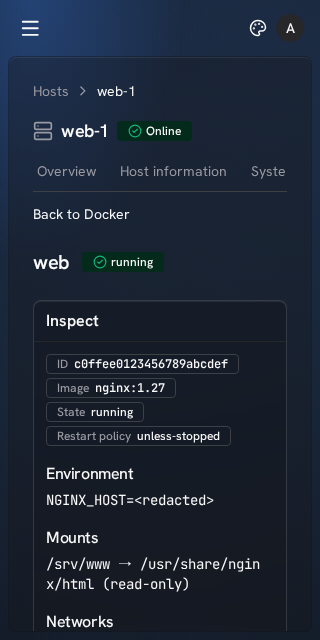 A
Hosts > web-1
web-1 Online
Overview Host information Syste
Back to Docker
web running
Inspect
ID c0ffee0123456789abcdef
Image nginx:1.27
State running
Restart policy unless-stopped
Environment
NGINX_HOST=<redacted>
Mounts
/srv/www → /usr/share/ngin
x/html (read-only)
Networks